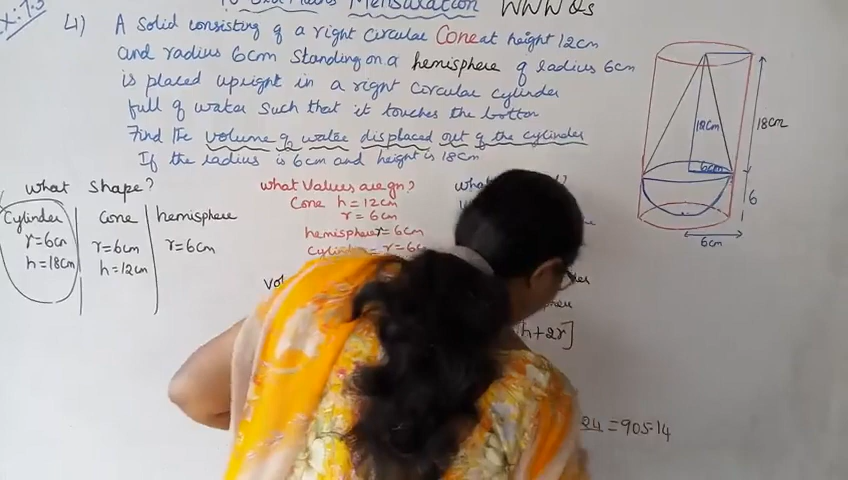 Ex:7.3
Mensuration
4) A Solid consisting of a right circular Cone at height 12cm
and radius 6cm standing on a hemisphere of radius 6cm
is placed upright in a right circular cylinder
full of water such that it touches the bottom
Find the volume of water displaced out of the cylinder
If the radius is 6cm and height is 18cm
what shape?
Cylinder
r=6cm
h=18cm
cone
r=6cm
h=12cm
hemisphere
r=6cm
what Values are gn?
Cone h=12cm
r=6cm
hemisphere r=6cm
cylinder = r=6c
h+2r]
24 =905.14
12cm
6cm
18cm
6
6cm